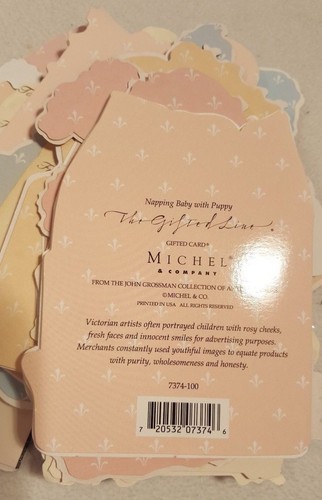 Napping Baby with Puppy
The Gifted Line®
GIFTED CARD®
MICHEL®
& COMPANY
FROM THE JOHN GROSSMAN COLLECTION OF
©MICHEL & CO.
PRINTED IN USA ALL RIGHTS RESERVED
Victorian artists often portrayed children with rosy cheeks,
fresh faces and innocent smiles for advertising purposes.
Merchants constantly used youthful images to equate products
with purity, wholesomeness and honesty.
7374-100
7 20532 07374 6